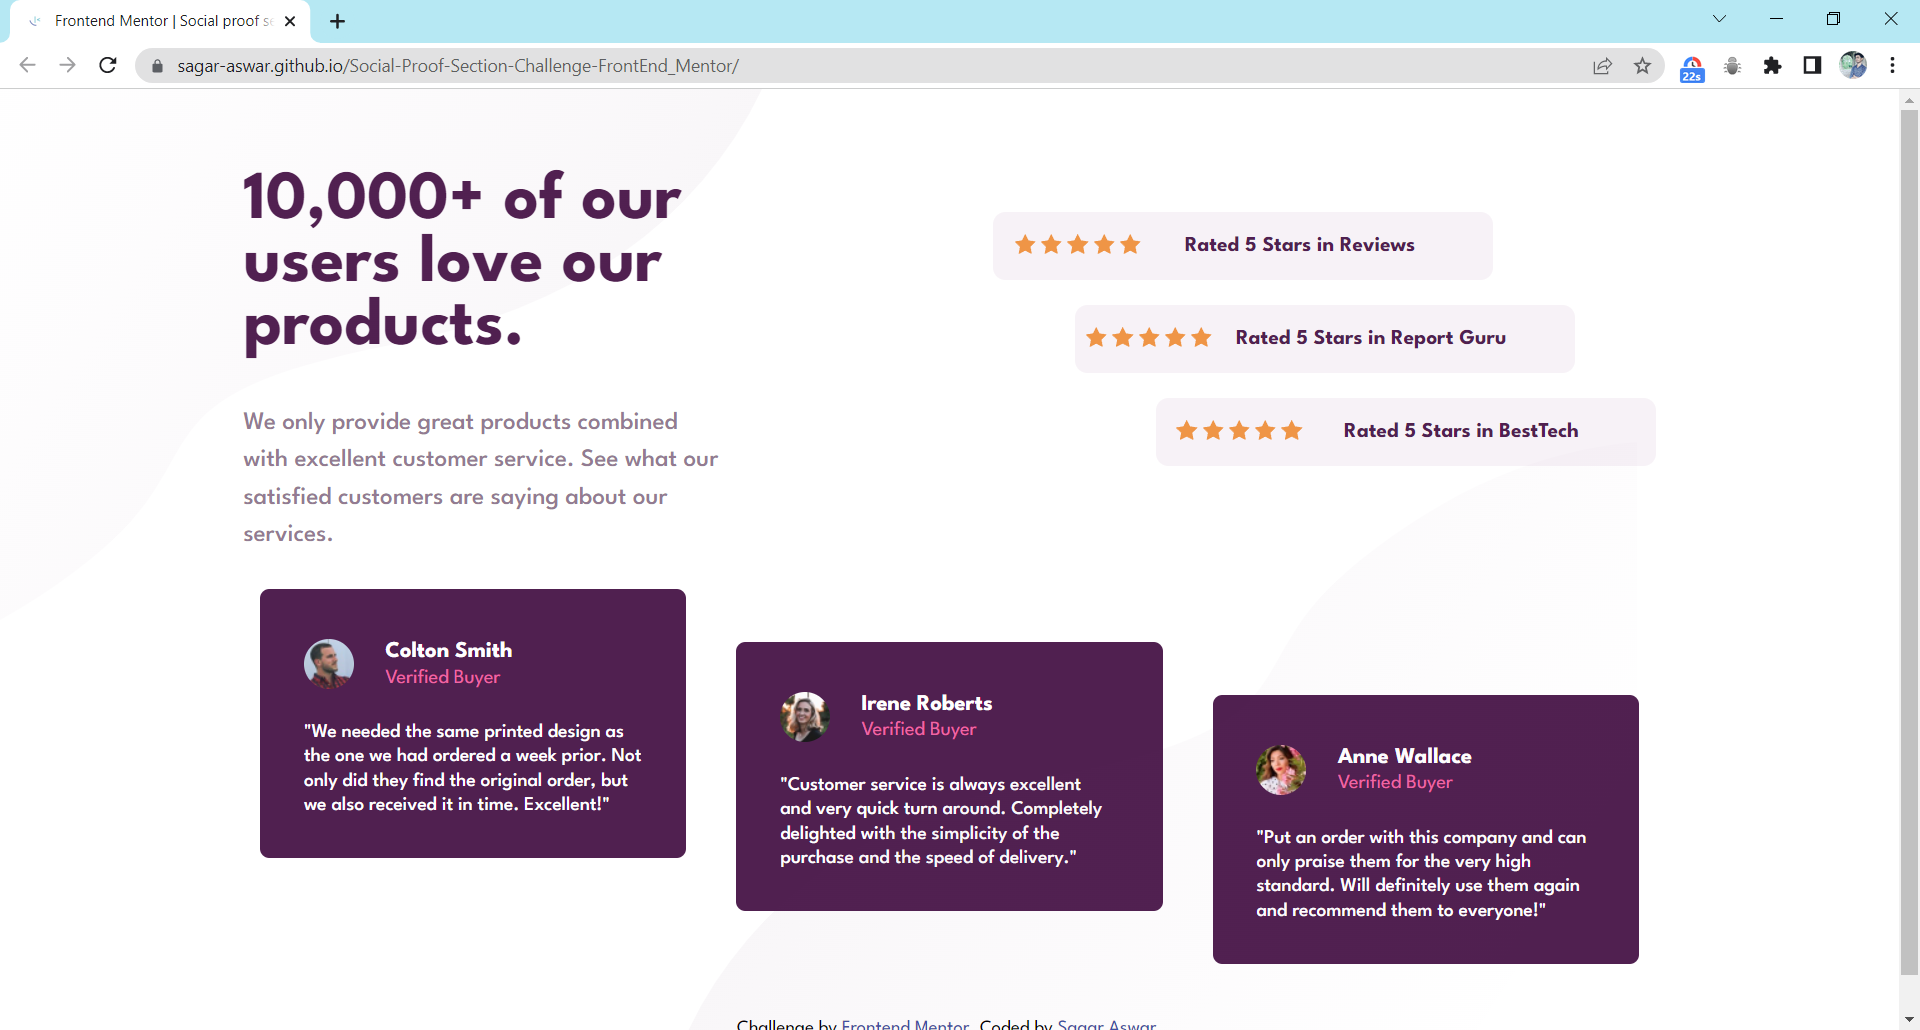 Frontend Mentor | Social proof se
sagar-aswar.github.io/Social-Proof-Section-Challenge-FrontEnd_Mentor/
22s
10,000+ of our
users love our
products.
We only provide great products combined
with excellent customer service. See what our
satisfied customers are saying about our
services.
Rated 5 Stars in Reviews
Rated 5 Stars in Report Guru
Rated 5 Stars in BestTech
Colton Smith
Verified Buyer
"We needed the same printed design as
the one we had ordered a week prior. Not
only did they find the original order, but
we also received it in time. Excellent!"
Irene Roberts
Verified Buyer
"Customer service is always excellent
and very quick turn around. Completely
delighted with the simplicity of the
purchase and the speed of delivery."
Anne Wallace
Verified Buyer
"Put an order with this company and can
only praise them for the very high
standard. Will definitely use them again
and recommend them to everyone!"
Challenge by Frontend Mentor. Coded by Sagar Aswar